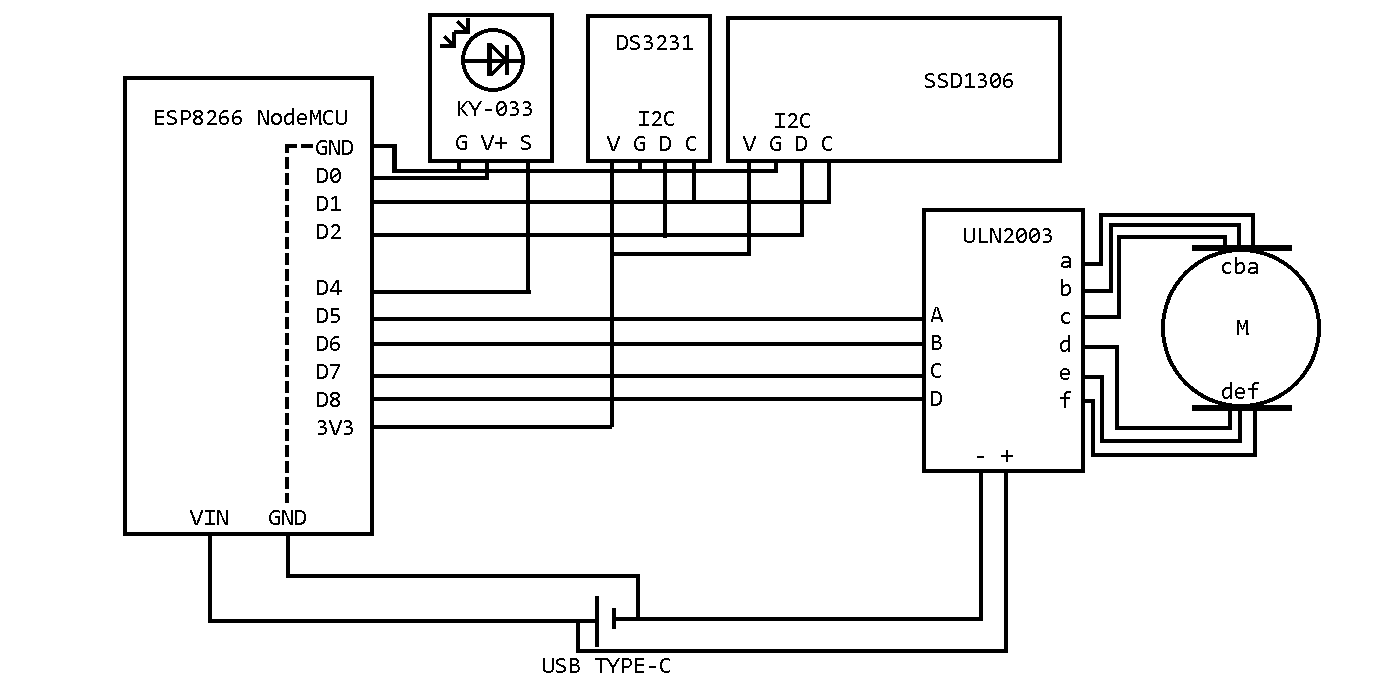 DS3231
SSD1306
KY-033
G V+ S
I2C
V G D C
I2C
V G D C
ESP8266 NodeMCU
GND
D0
D1
D2
D4
D5
D6
D7
D8
3V3
VIN GND
ULN2003
A
B
C
D
a
b
c
d
e
f
- +
cba
M
def
USB TYPE-C